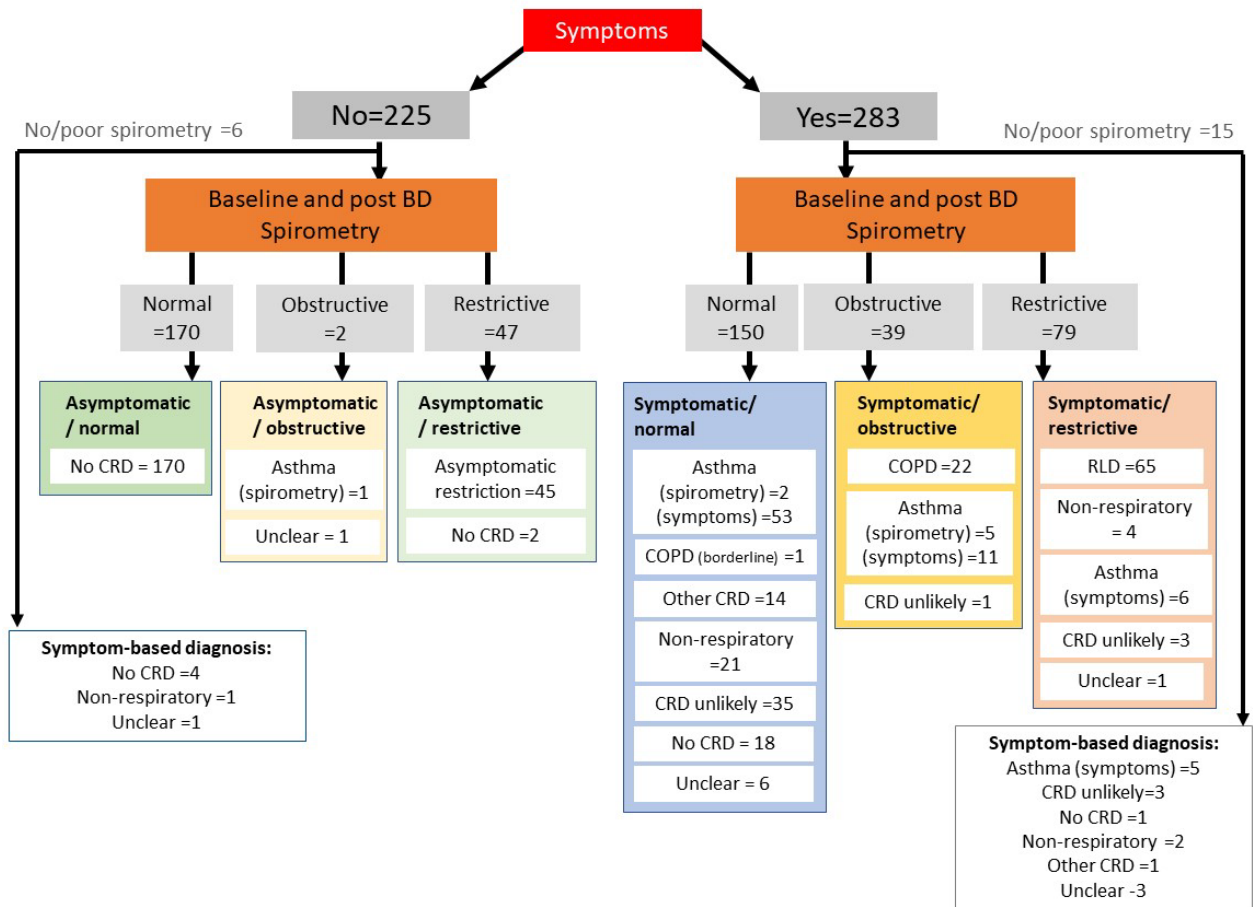 Symptoms
No=225
Yes=283
No/poor spirometry =6
No/poor spirometry =15
Baseline and post BD
Spirometry
Baseline and post BD
Spirometry
Normal
=170
Obstructive
=2
Restrictive
=47
Normal
=150
Obstructive
=39
Restrictive
=79
Asymptomatic
/ normal
No CRD = 170
Asymptomatic
/ obstructive
Asthma
(spirometry) =1
Unclear = 1
Asymptomatic
/ restrictive
Asymptomatic
restriction =45
No CRD =2
Symptomatic/
normal
Asthma
(spirometry) =2
(symptoms) =53
COPD (borderline) =1
Other CRD =14
Non-respiratory
=21
CRD unlikely =35
No CRD = 18
Unclear = 6
Symptomatic/
obstructive
COPD =22
Asthma
(spirometry) =5
(symptoms) =11
CRD unlikely =1
Symptomatic/
restrictive
RLD =65
Non-respiratory
= 4
Asthma
(symptoms) =6
CRD unlikely =3
Unclear =1
Symptom-based diagnosis:
No CRD =4
Non-respiratory =1
Unclear =1
Symptom-based diagnosis:
Asthma (symptoms) =5
CRD unlikely=3
No CRD =1
Non-respiratory =2
Other CRD =1
Unclear -3